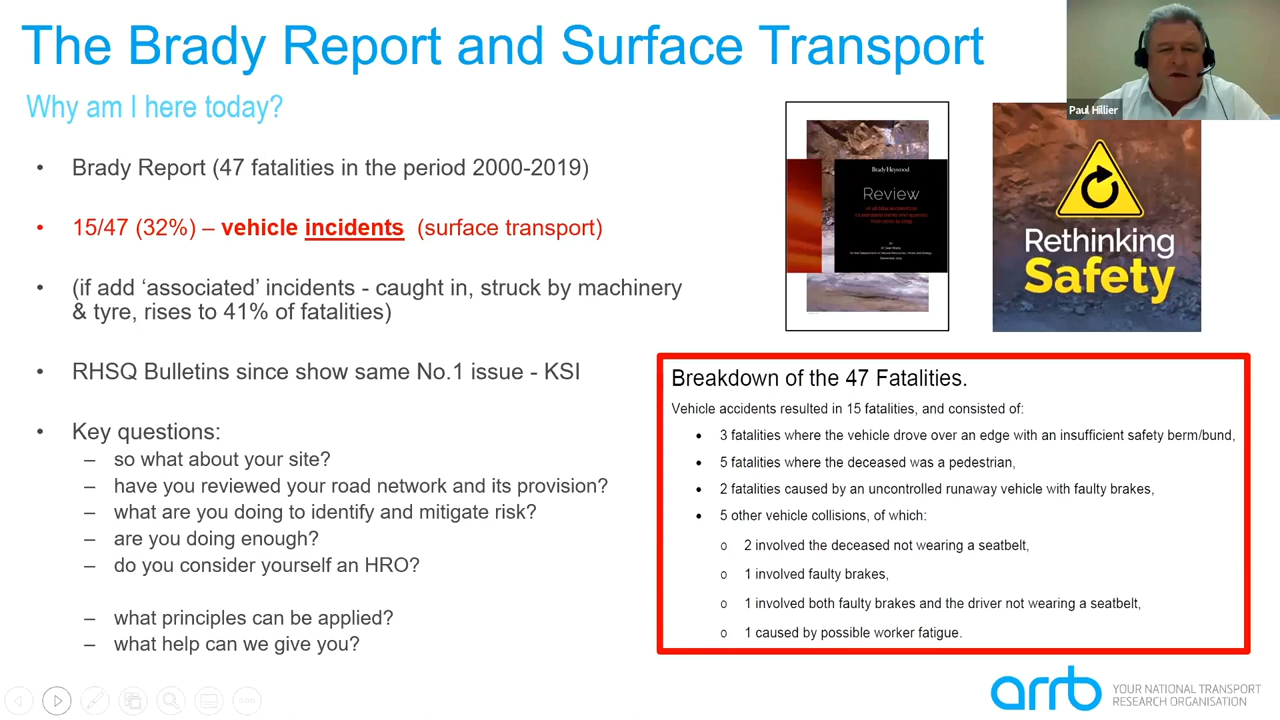 The Brady Report and Surface Transport
Why am I here today?
Paul Hillier
• Brady Report (47 fatalities in the period 2000-2019)
• 15/47 (32%) – vehicle incidents (surface transport)
• (if add ‘associated’ incidents - caught in, struck by machinery
& tyre, rises to 41% of fatalities)
• RHSQ Bulletins since show same No.1 issue - KSI
• Key questions:
– so what about your site?
– have you reviewed your road network and its provision?
– what are you doing to identify and mitigate risk?
– are you doing enough?
– do you consider yourself an HRO?
– what principles can be applied?
– what help can we give you?
BradyHeywood
Review
Rethinking
Safety
Breakdown of the 47 Fatalities.
Vehicle accidents resulted in 15 fatalities, and consisted of:
• 3 fatalities where the vehicle drove over an edge with an insufficient safety berm/bund,
• 5 fatalities where the deceased was a pedestrian,
• 2 fatalities caused by an uncontrolled runaway vehicle with faulty brakes,
• 5 other vehicle collisions, of which:
o 2 involved the deceased not wearing a seatbelt,
o 1 involved faulty brakes,
o 1 involved both faulty brakes and the driver not wearing a seatbelt,
o 1 caused by possible worker fatigue.
arrb
YOUR NATIONAL TRANSPORT
RESEARCH ORGANISATION